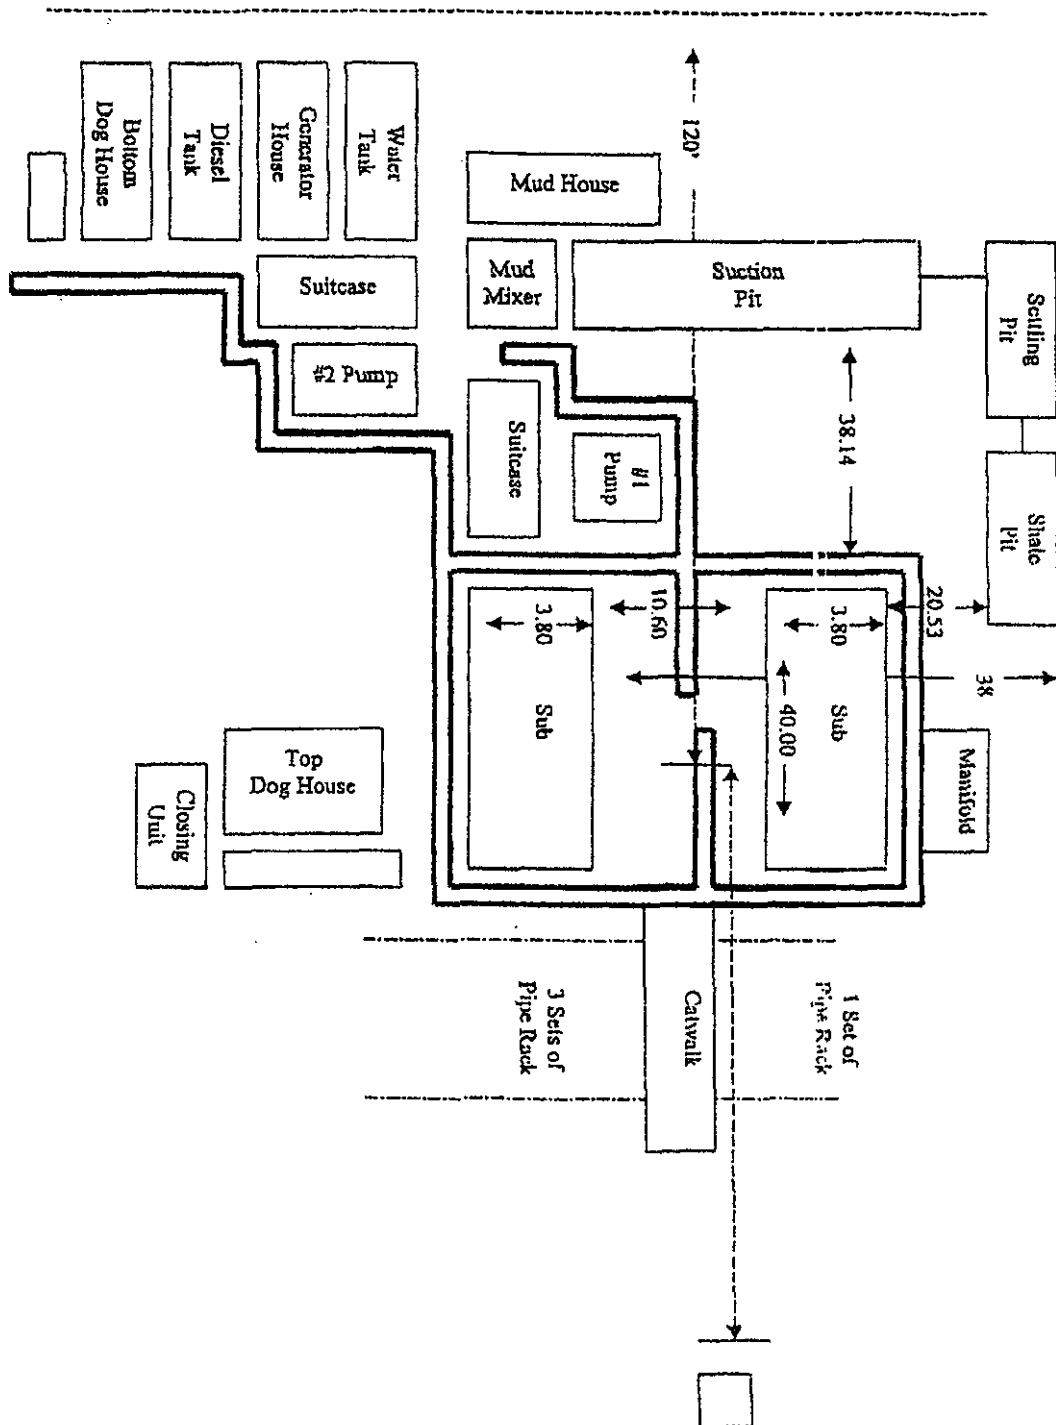 120'
Bottom
Dog House
Diesel
Tank
Generator
House
Water
Tank
Mud House
Suitcase
Mud
Mixer
Suction
Pit
Settling
Pit
#2 Pump
38.14
Suitcase
#1
Pump
Shale
Pit
3.80
10.60
3.80
20.53
38
Sub
40.00
Sub
Manifold
Top
Dog House
Closing
Unit
3 Sets of
Pipe Rack
Catwalk
1 Set of
Pipe Rack